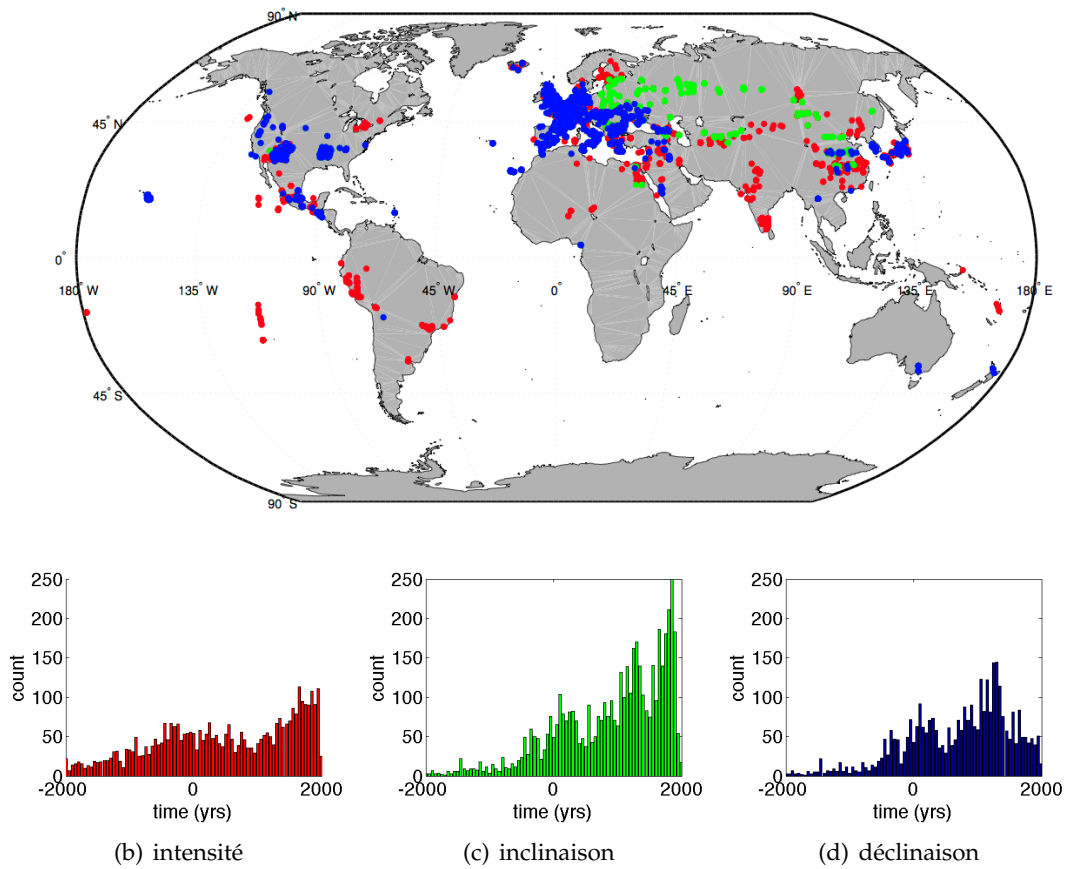 90° N
45° N
0°
180° W 135° W 90° W 45° W 0° 45° E 90° E 135° E 180° E
45° S
90° S
250
200
150
100
50
0
count
-2000 0 2000
time (yrs)
(b) intensité
250
200
150
100
50
0
count
-2000 0 2000
time (yrs)
(c) inclinaison
250
200
150
100
50
0
count
-2000 0 2000
time (yrs)
(d) déclinaison